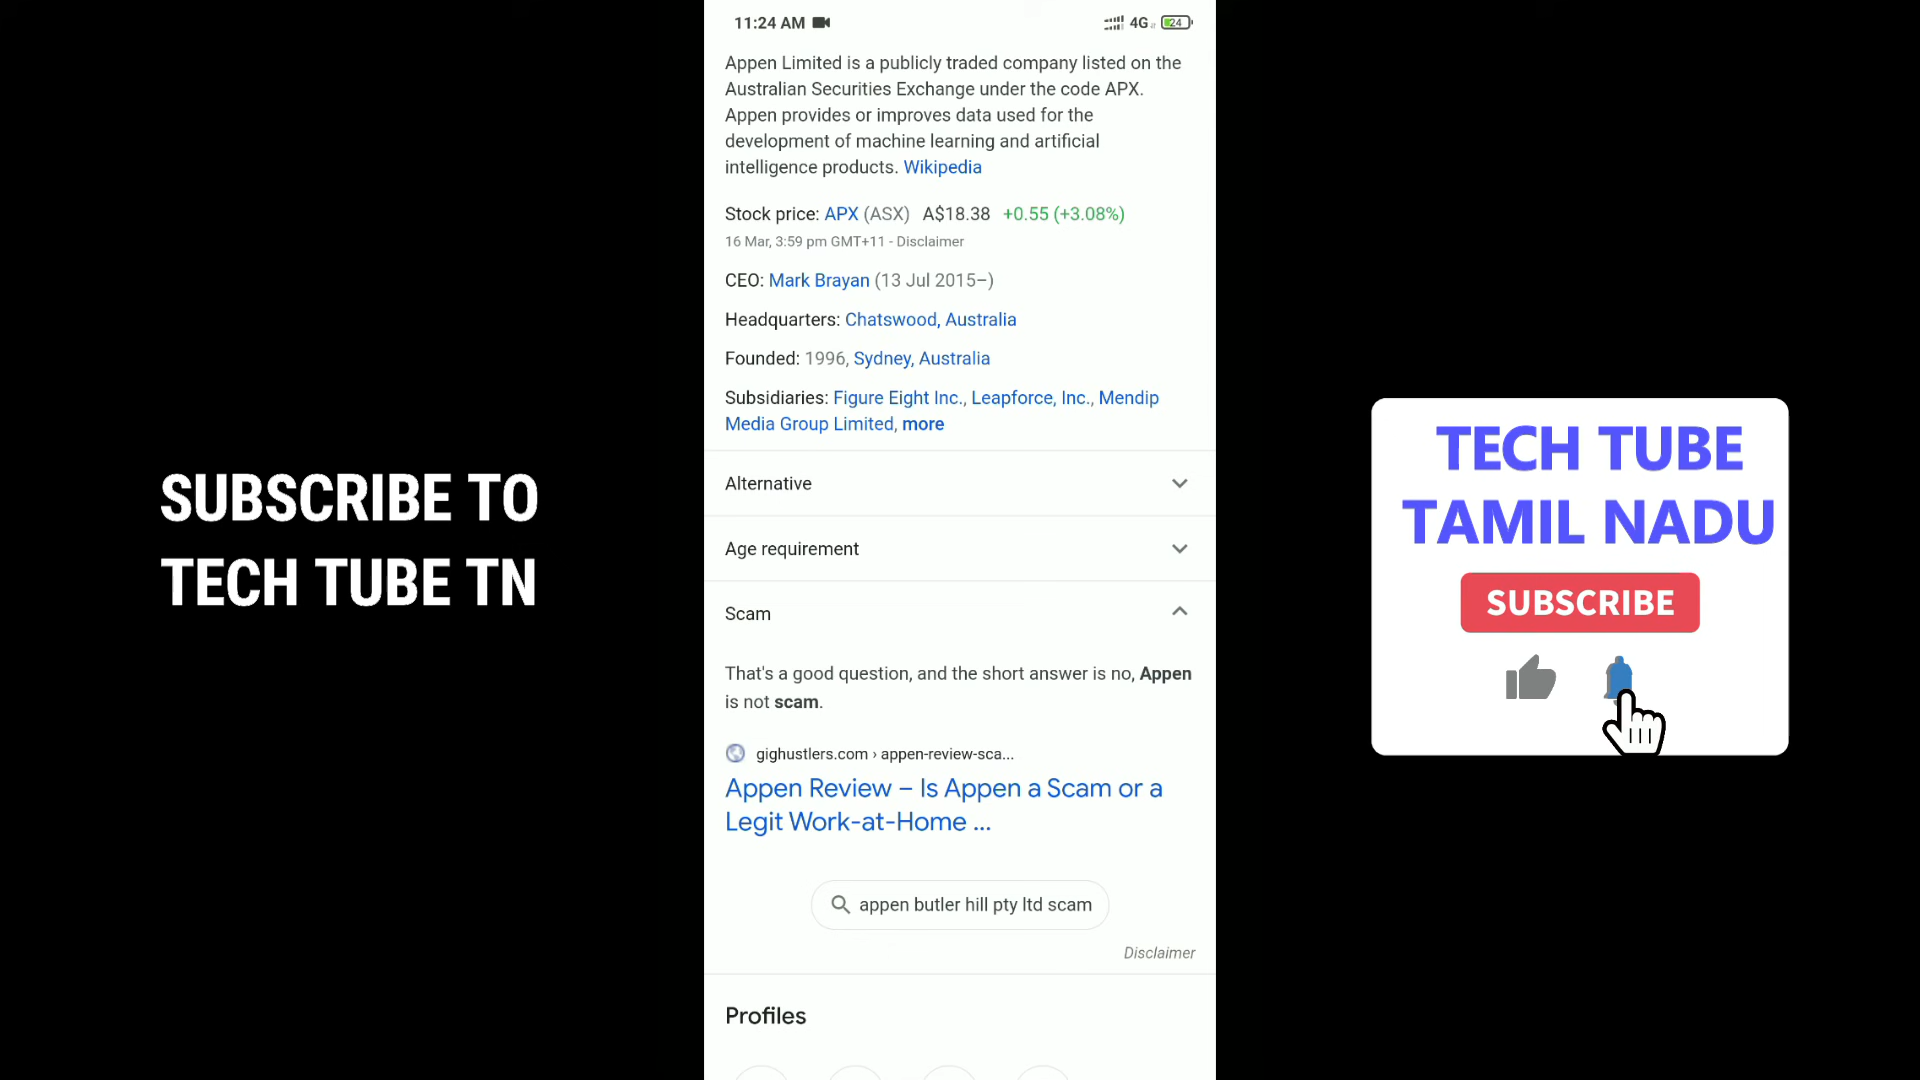 11:24 AM
4G
24
Appen Limited is a publicly traded company listed on the
Australian Securities Exchange under the code APX.
Appen provides or improves data used for the
development of machine learning and artificial
intelligence products. Wikipedia
Stock price: APX (ASX) A$18.38 +0.55 (+3.08%)
16 Mar, 3:59 pm GMT+11 - Disclaimer
CEO: Mark Brayan (13 Jul 2015–)
Headquarters: Chatswood, Australia
Founded: 1996, Sydney, Australia
Subsidiaries: Figure Eight Inc., Leapforce, Inc., Mendip
Media Group Limited, more
Alternative
Age requirement
Scam
That's a good question, and the short answer is no, Appen
is not scam.
gighustlers.com › appen-review-sca...
Appen Review – Is Appen a Scam or a
Legit Work-at-Home ...
appen butler hill pty ltd scam
Disclaimer
Profiles
SUBSCRIBE TO
TECH TUBE TN
TECH TUBE
TAMIL NADU
SUBSCRIBE